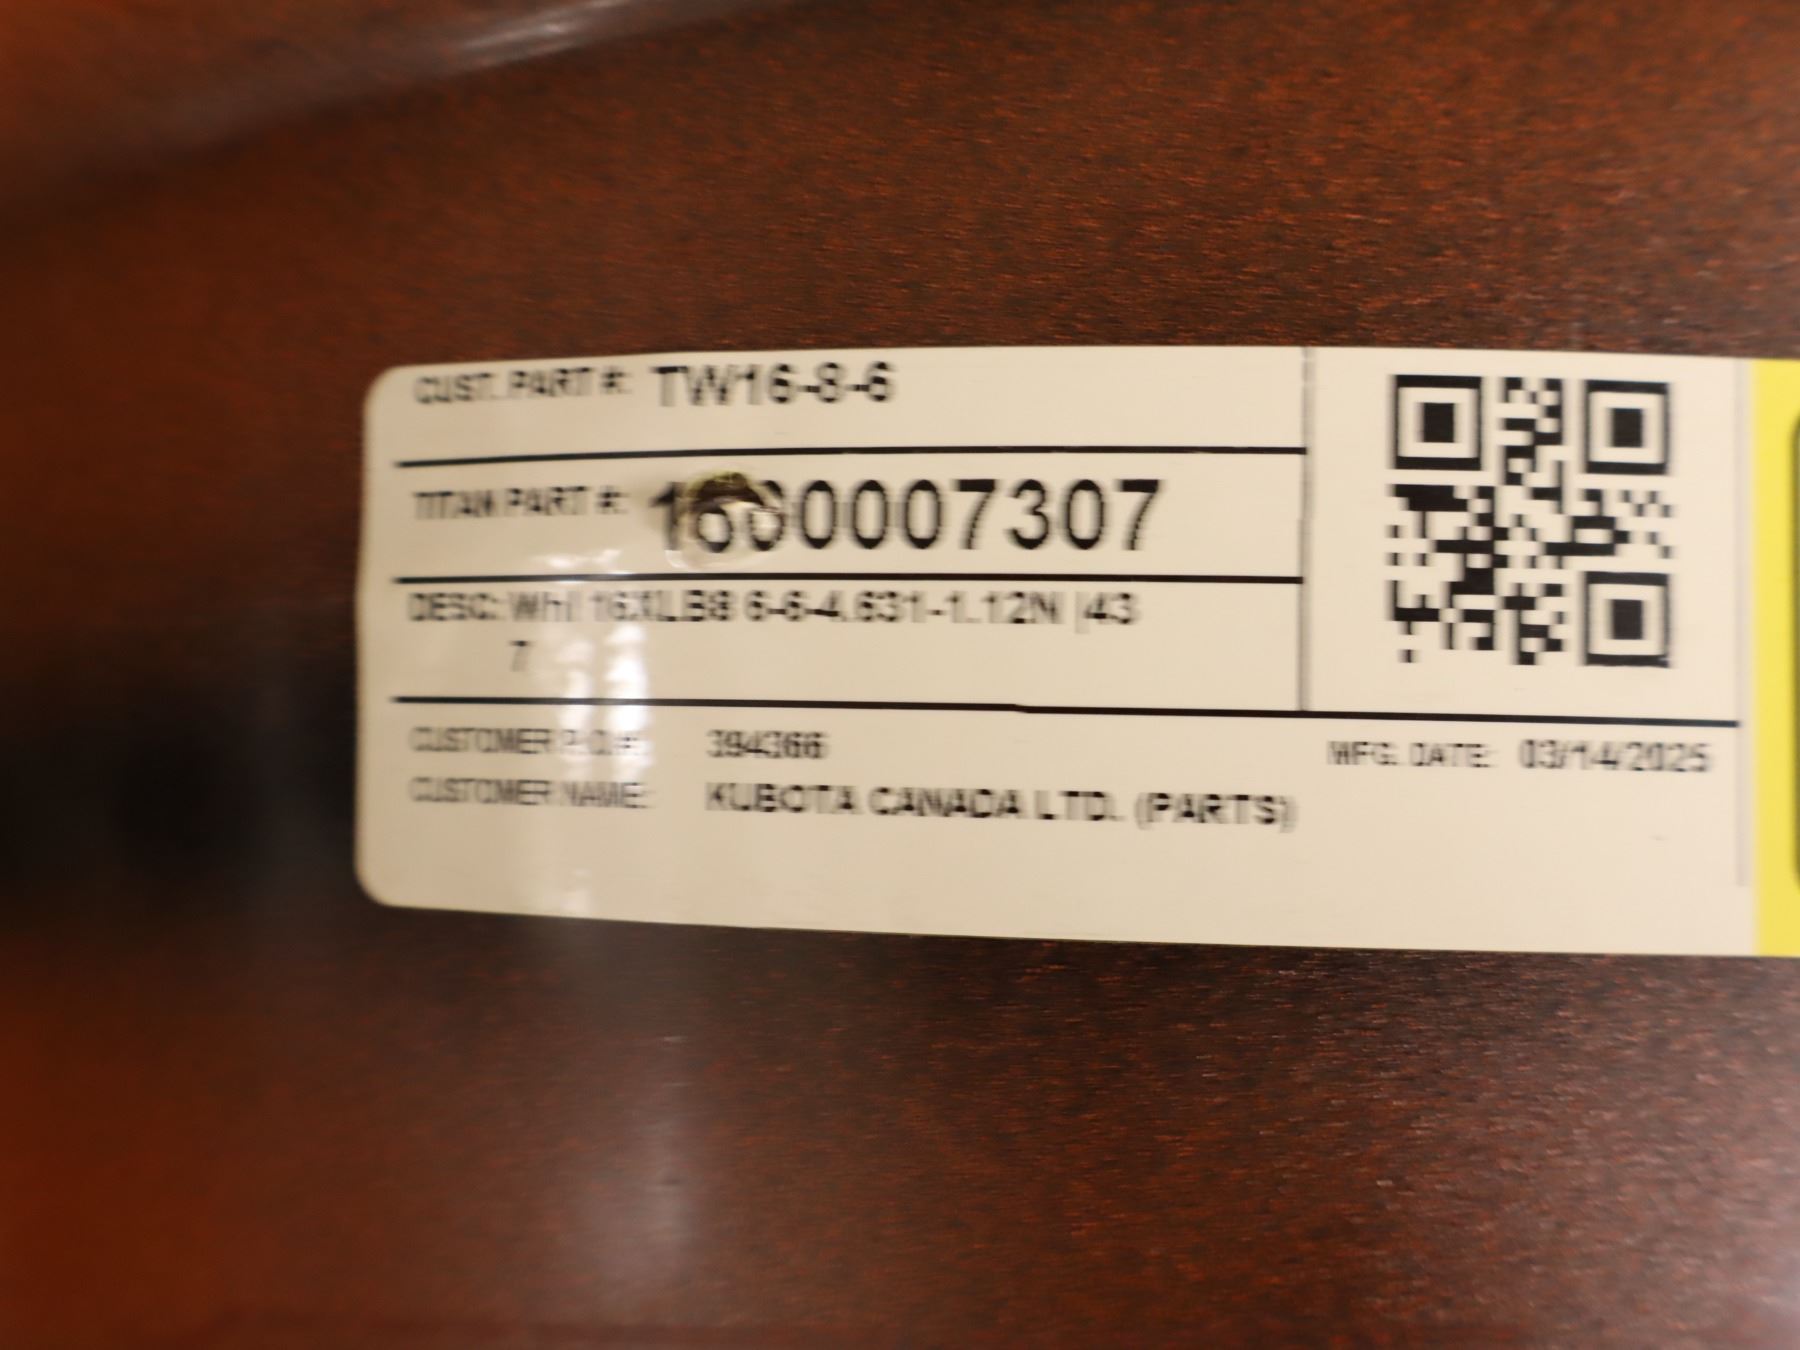 CUST. PART #: TW16-8-6
TITAN PART #: 1600007307
DESC: Whl 16XLB8 6-6-4.631-1.12N |43
7
CUSTOMER P.O.#: 394366
MFG. DATE: 03/14/2025
CUSTOMER NAME: KUBOTA CANADA LTD. (PARTS)